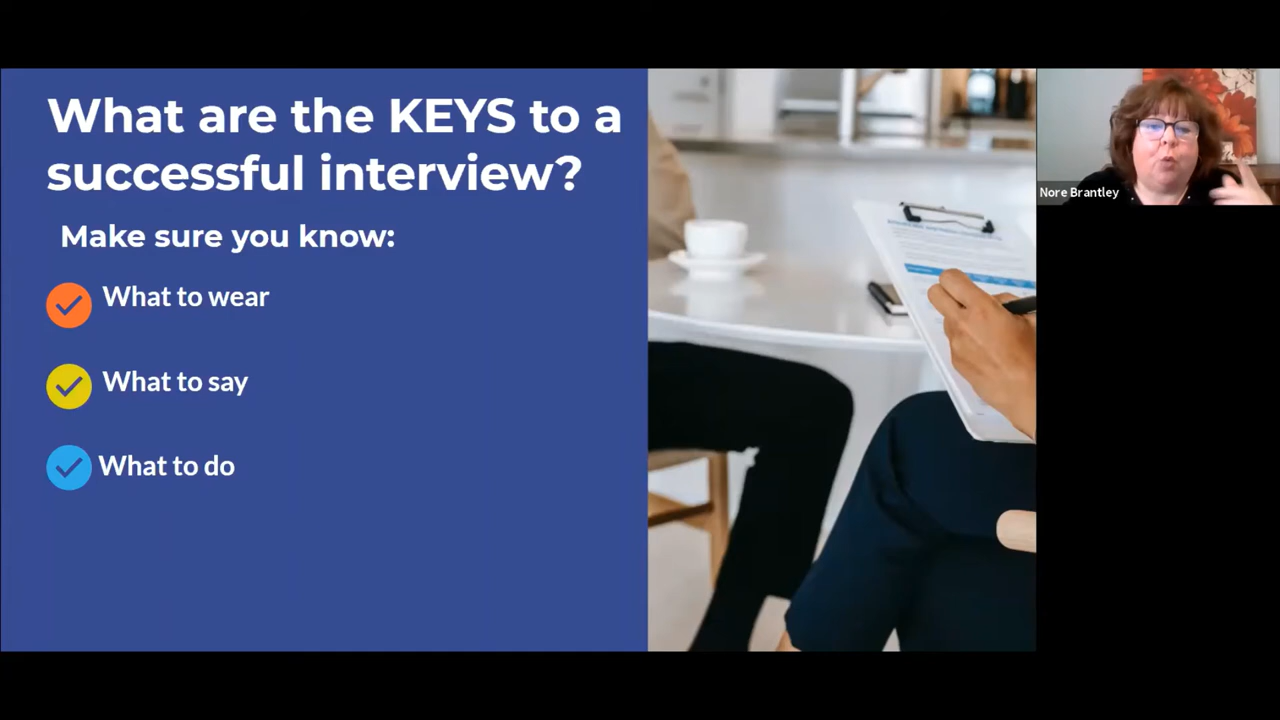 What are the KEYS to a
successful interview?
Make sure you know:
What to wear
What to say
What to do
Nore Brantley